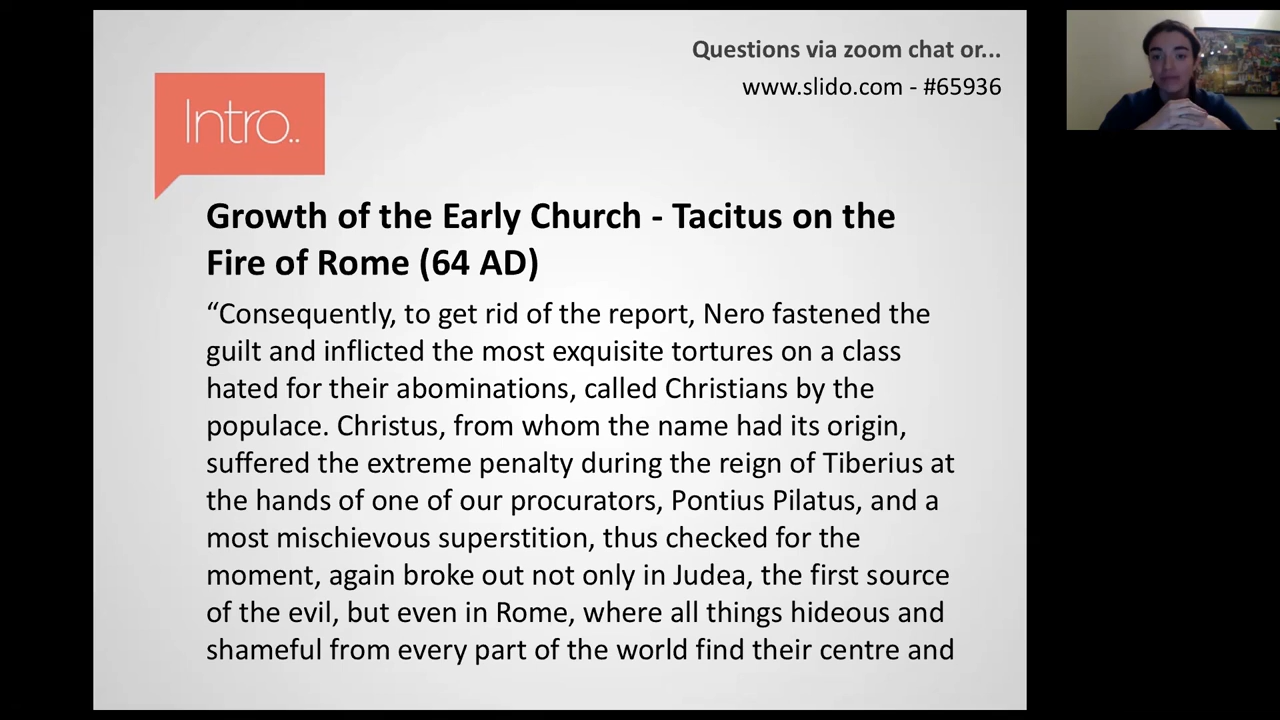 Questions via zoom chat or...
www.slido.com - #65936
Intro..
Growth of the Early Church - Tacitus on the
Fire of Rome (64 AD)
“Consequently, to get rid of the report, Nero fastened the
guilt and inflicted the most exquisite tortures on a class
hated for their abominations, called Christians by the
populace. Christus, from whom the name had its origin,
suffered the extreme penalty during the reign of Tiberius at
the hands of one of our procurators, Pontius Pilatus, and a
most mischievous superstition, thus checked for the
moment, again broke out not only in Judea, the first source
of the evil, but even in Rome, where all things hideous and
shameful from every part of the world find their centre and